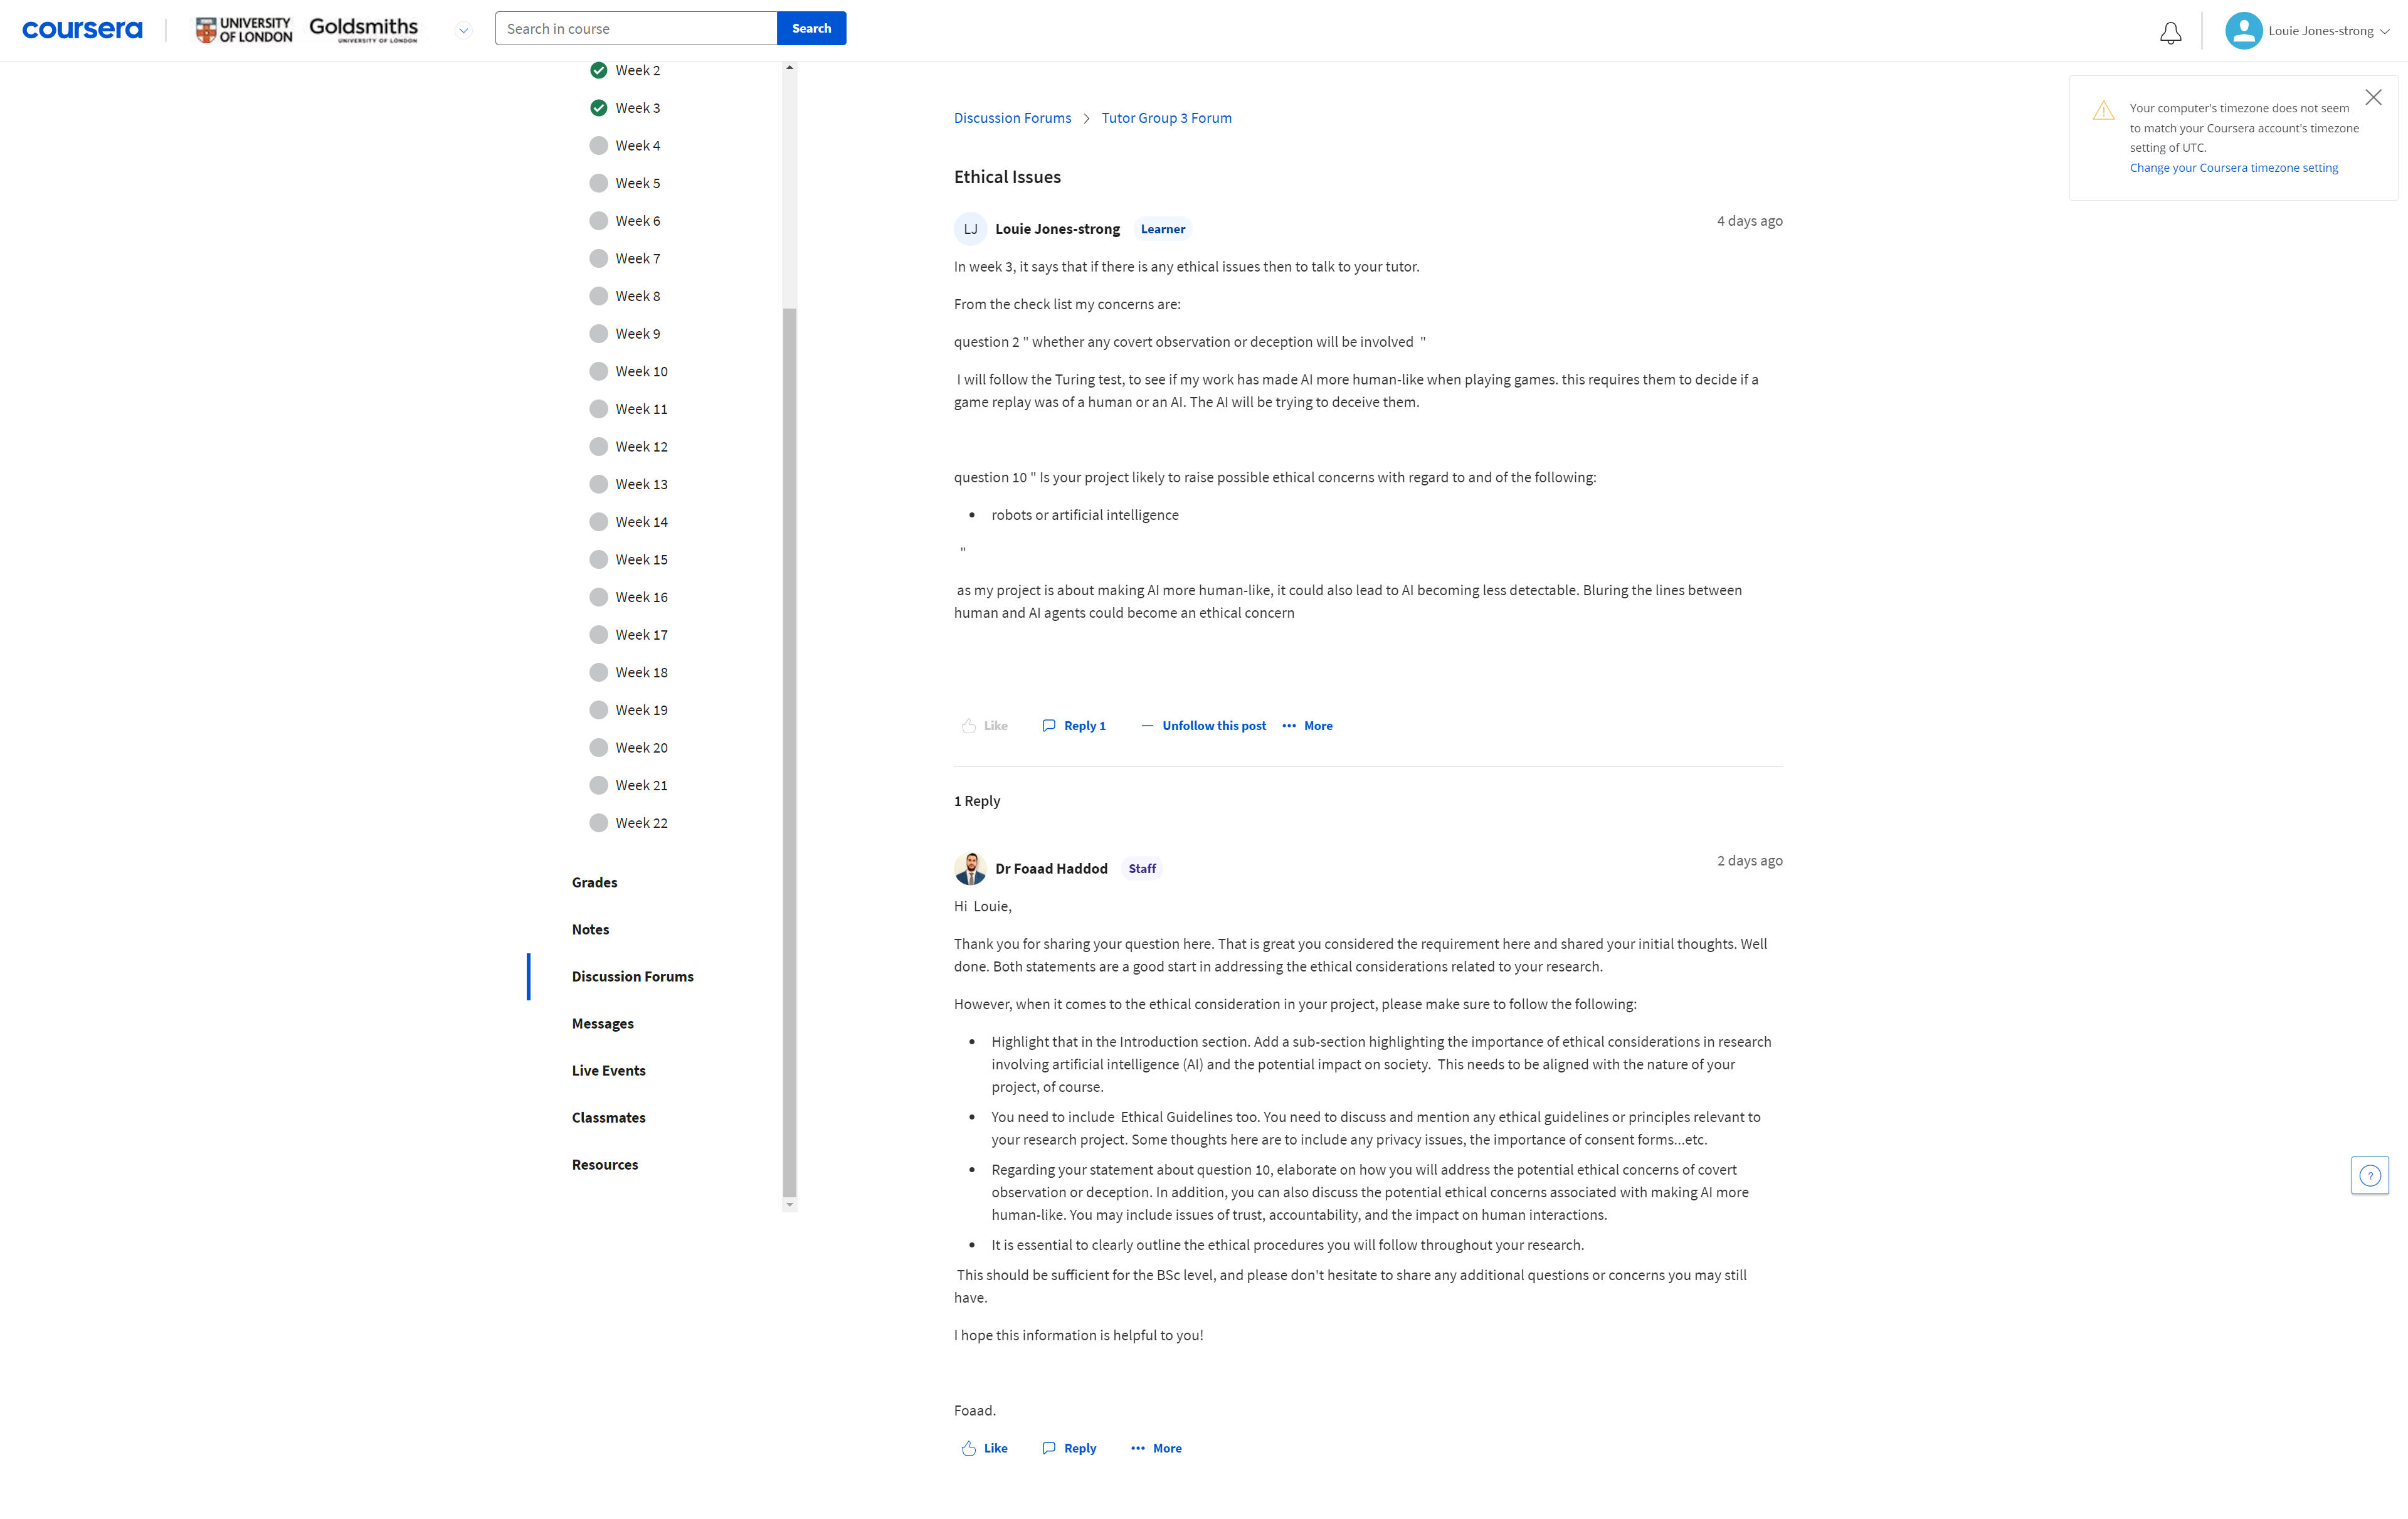 coursera
UNIVERSITY
OF LONDON
Goldsmiths
UNIVERSITY OF LONDON
Search in course
Search
Louie Jones-strong
Your computer's timezone does not seem
to match your Coursera account's timezone
setting of UTC.
Change your Coursera timezone setting
Week 2
Week 3
Week 4
Week 5
Week 6
Week 7
Week 8
Week 9
Week 10
Week 11
Week 12
Week 13
Week 14
Week 15
Week 16
Week 17
Week 18
Week 19
Week 20
Week 21
Week 22
Grades
Notes
Discussion Forums
Messages
Live Events
Classmates
Resources
Discussion Forums > Tutor Group 3 Forum
Ethical Issues
LJ Louie Jones-strong Learner 4 days ago
In week 3, it says that if there is any ethical issues then to talk to your tutor.
From the check list my concerns are:
question 2 " whether any covert observation or deception will be involved "
I will follow the Turing test, to see if my work has made AI more human-like when playing games. this requires them to decide if a
game replay was of a human or an AI. The AI will be trying to deceive them.
question 10 " Is your project likely to raise possible ethical concerns with regard to and of the following:
• robots or artificial intelligence
"
as my project is about making AI more human-like, it could also lead to AI becoming less detectable. Bluring the lines between
human and AI agents could become an ethical concern
Like Reply 1 — Unfollow this post ••• More
1 Reply
Dr Foaad Haddod Staff 2 days ago
Hi Louie,
Thank you for sharing your question here. That is great you considered the requirement here and shared your initial thoughts. Well
done. Both statements are a good start in addressing the ethical considerations related to your research.
However, when it comes to the ethical consideration in your project, please make sure to follow the following:
• Highlight that in the Introduction section. Add a sub-section highlighting the importance of ethical considerations in research
involving artificial intelligence (AI) and the potential impact on society. This needs to be aligned with the nature of your
project, of course.
• You need to include Ethical Guidelines too. You need to discuss and mention any ethical guidelines or principles relevant to
your research project. Some thoughts here are to include any privacy issues, the importance of consent forms...etc.
• Regarding your statement about question 10, elaborate on how you will address the potential ethical concerns of covert
observation or deception. In addition, you can also discuss the potential ethical concerns associated with making AI more
human-like. You may include issues of trust, accountability, and the impact on human interactions.
• It is essential to clearly outline the ethical procedures you will follow throughout your research.
This should be sufficient for the BSc level, and please don't hesitate to share any additional questions or concerns you may still
have.
I hope this information is helpful to you!
Foaad.
Like Reply ••• More
?